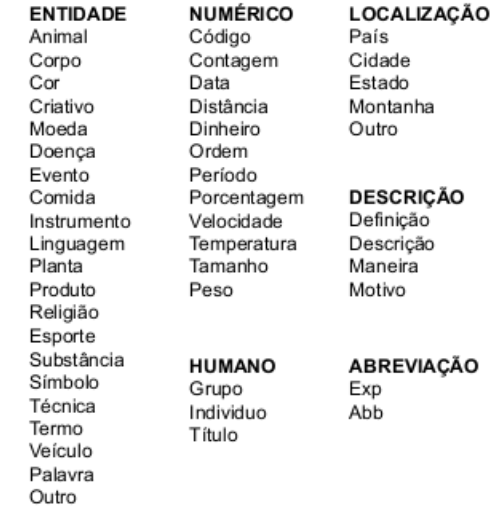 ENTIDADE
Animal
Corpo
Cor
Criativo
Moeda
Doença
Evento
Comida
Instrumento
Linguagem
Planta
Produto
Religião
Esporte
Substância
Símbolo
Técnica
Termo
Veículo
Palavra
Outro
NUMÉRICO
Código
Contagem
Data
Distância
Dinheiro
Ordem
Período
Porcentagem
Velocidade
Temperatura
Tamanho
Peso
HUMANO
Grupo
Individuo
Título
LOCALIZAÇÃO
País
Cidade
Estado
Montanha
Outro
DESCRIÇÃO
Definição
Descrição
Maneira
Motivo
ABREVIAÇÃO
Exp
Abb